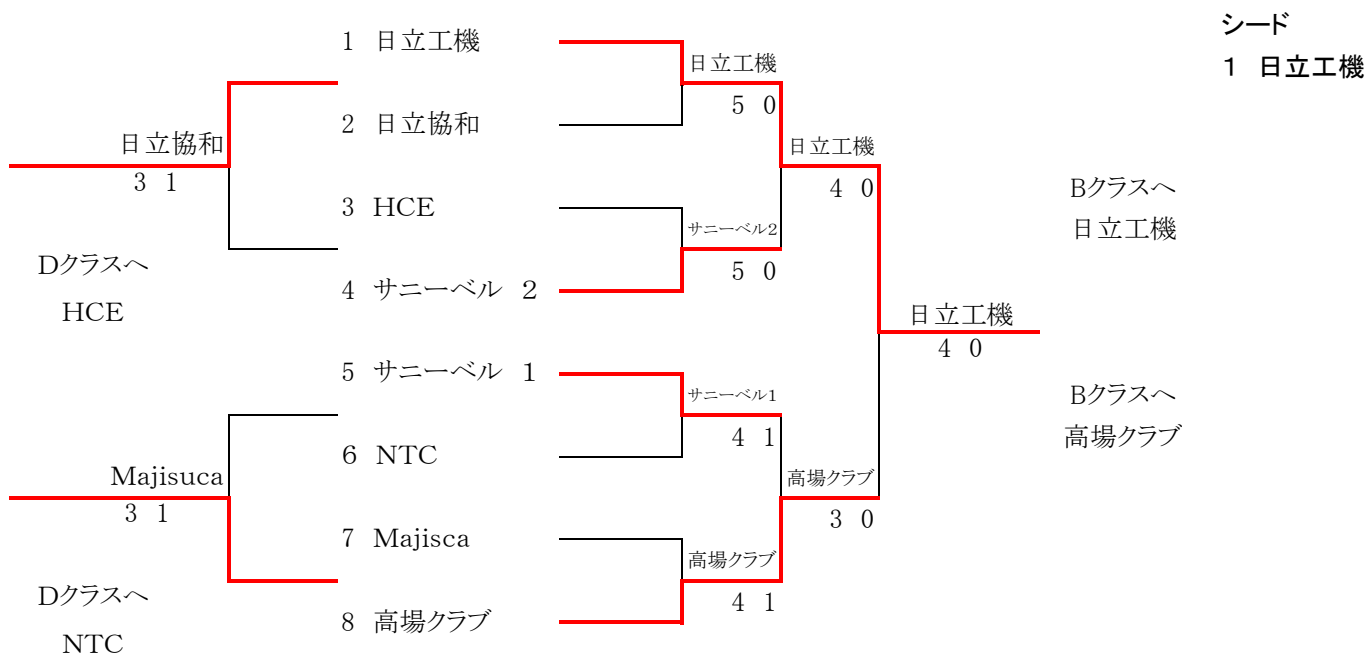 シード
1 日立工機
1 日立工機
日立工機
5 0
2 日立協和
日立協和
3 1
日立工機
4 0
3 HCE
サニーベル2
5 0
4 サニーベル 2
Dクラスへ
HCE
Bクラスへ
日立工機
日立工機
4 0
5 サニーベル 1
サニーベル1
4 1
6 NTC
Bクラスへ
高場クラブ
Majisuca
3 1
高場クラブ
3 0
7 Majisca
高場クラブ
4 1
8 高場クラブ
Dクラスへ
NTC